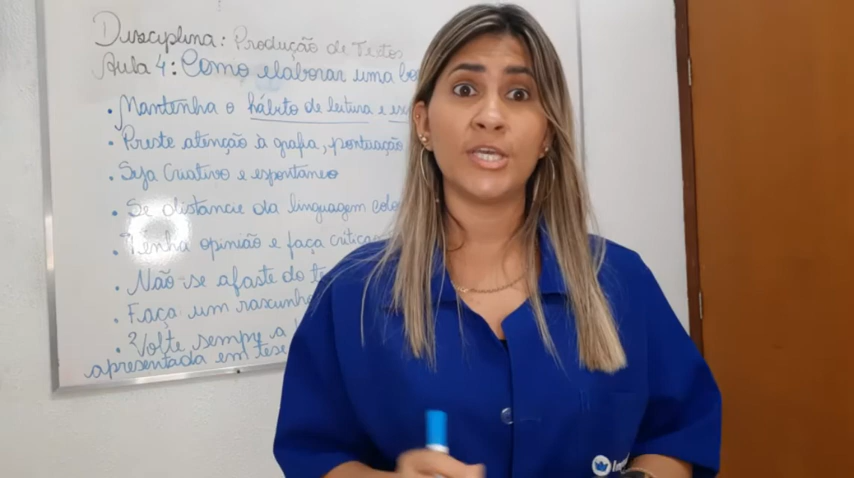 Disciplina: Produção de Textos
Aula 4: Como elaborar uma
• Mantenha o hábito de leitura e
• Preste atenção à grafia, pontuação
• Seja Criativo e espontâneo
• Se distancie da linguagem
• Tenha opinião e faça
• Não-se afaste do
• Faça um rascunho
• Volte sempre a
apresentada em